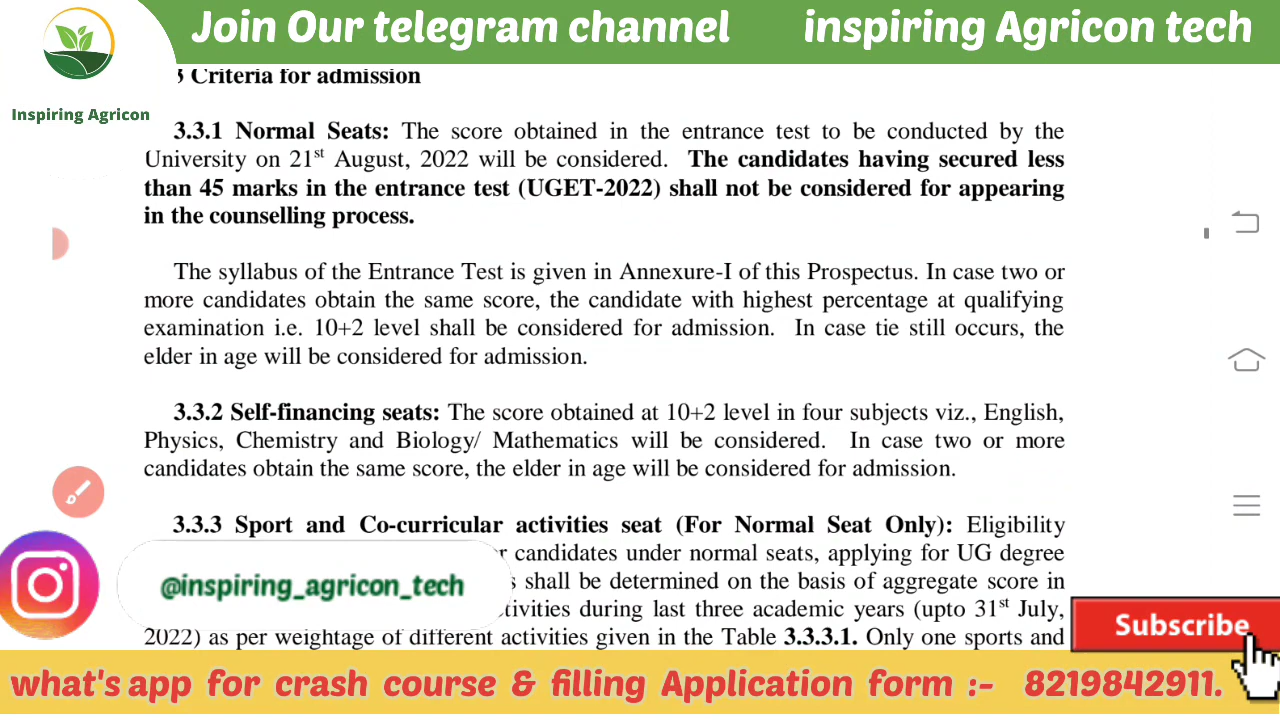 Join Our telegram channel inspiring Agricon tech
Inspiring Agricon
3 Criteria for admission
3.3.1 Normal Seats: The score obtained in the entrance test to be conducted by the
University on 21st August, 2022 will be considered. The candidates having secured less
than 45 marks in the entrance test (UGET-2022) shall not be considered for appearing
in the counselling process.
The syllabus of the Entrance Test is given in Annexure-I of this Prospectus. In case two or
more candidates obtain the same score, the candidate with highest percentage at qualifying
examination i.e. 10+2 level shall be considered for admission. In case tie still occurs, the
elder in age will be considered for admission.
3.3.2 Self-financing seats: The score obtained at 10+2 level in four subjects viz., English,
Physics, Chemistry and Biology/ Mathematics will be considered. In case two or more
candidates obtain the same score, the elder in age will be considered for admission.
3.3.3 Sport and Co-curricular activities seat (For Normal Seat Only): Eligibility
candidates under normal seats, applying for UG degree
shall be determined on the basis of aggregate score in
during last three academic years (upto 31st July,
2022) as per weightage of different activities given in the Table 3.3.3.1. Only one sports and
@inspiring_agricon_tech
Subscribe
what's app for crash course & filling Application form :- 8219842911.